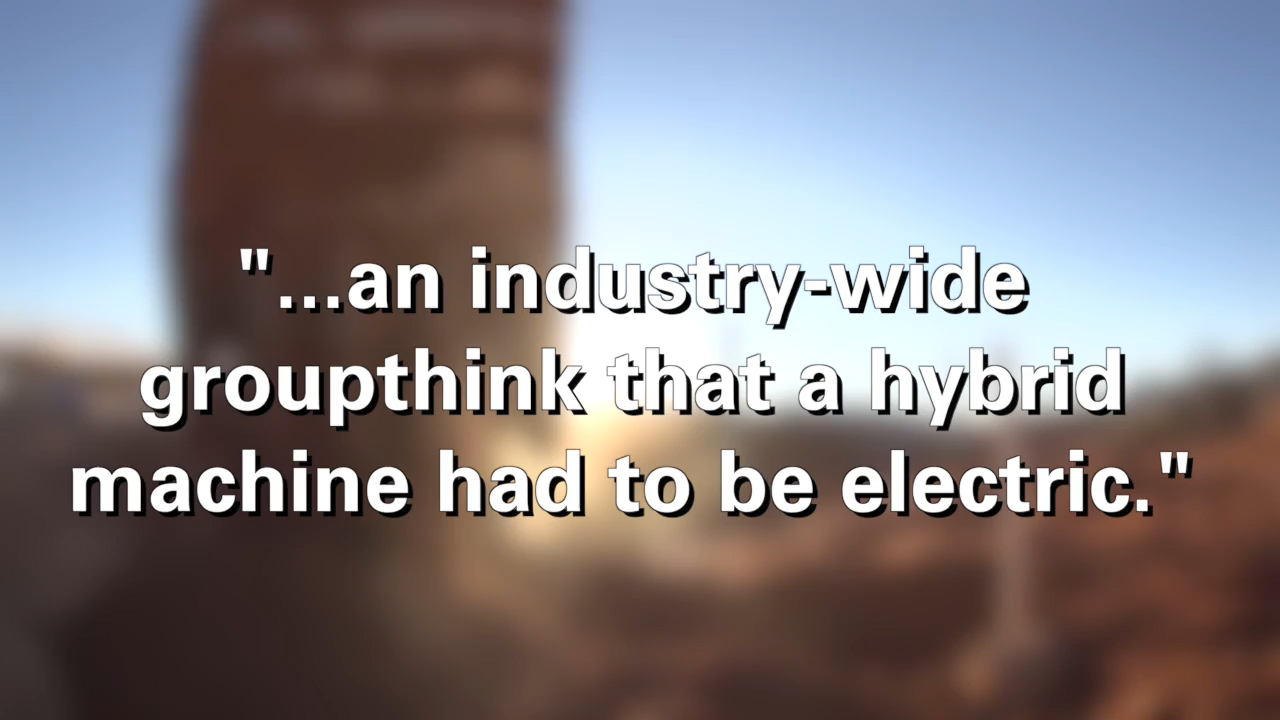 "...an industry-wide
groupthink that a hybrid
machine had to be electric."